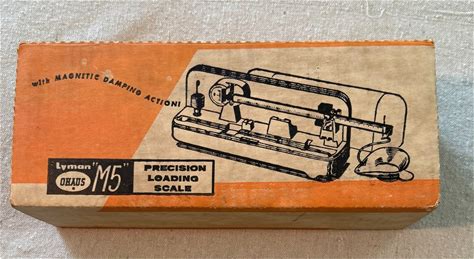 with MAGNETIC DAMPING ACTION!
Lyman "M5"
OHAUS
PRECISION
LOADING
SCALE